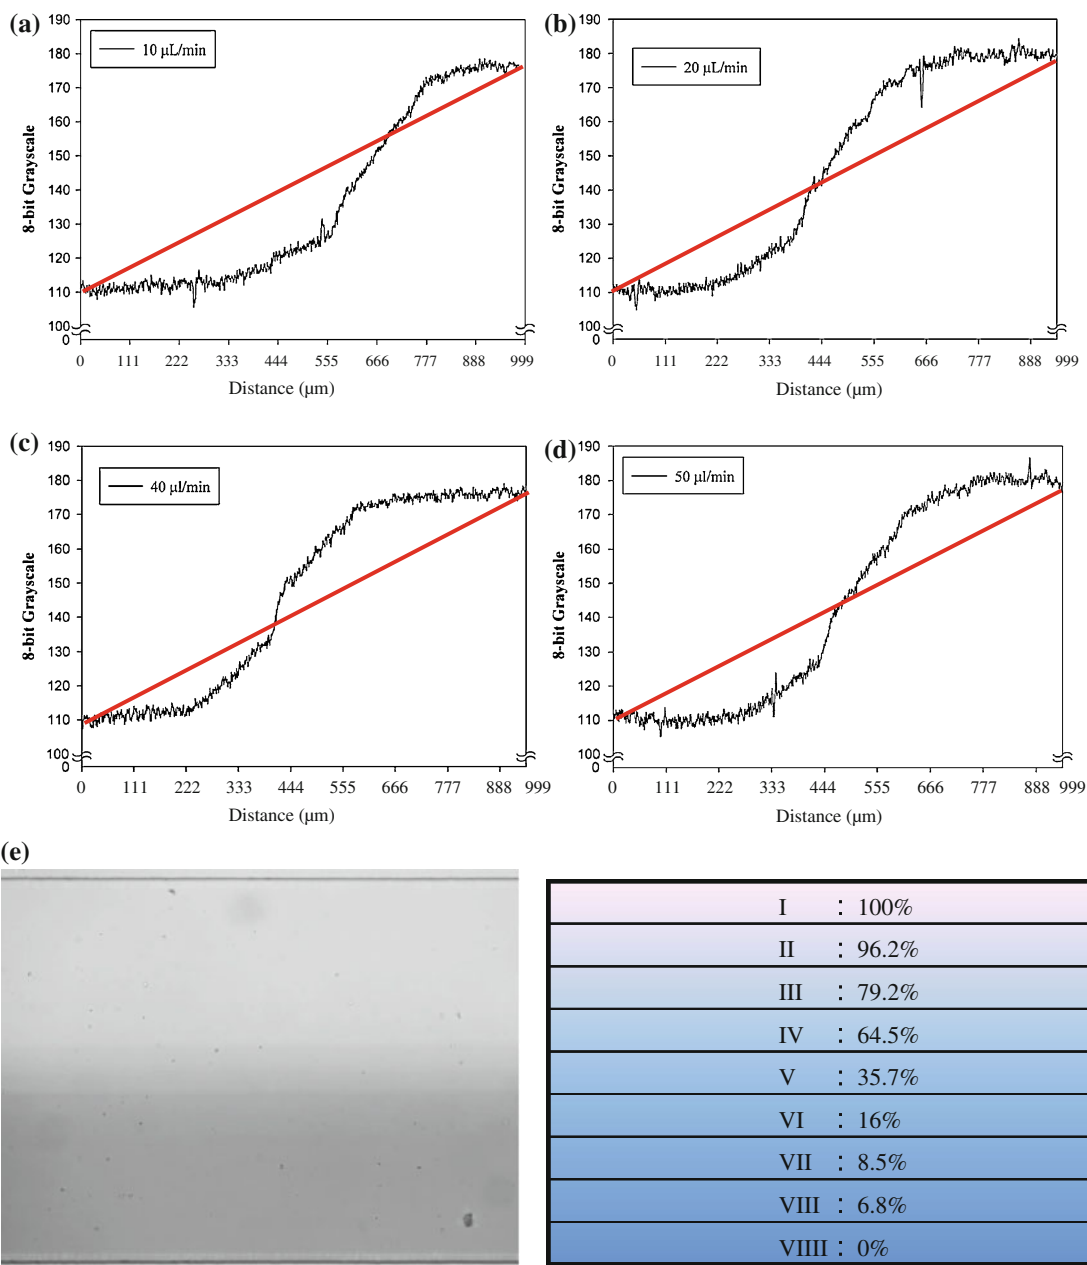 (a)
10 µL/min
8-bit Grayscale
190
180
170
160
150
140
130
120
110
100
0
0 111 222 333 444 555 666 777 888 999
Distance (µm)
(b)
20 µL/min
8-bit Grayscale
190
180
170
160
150
140
130
120
110
100
0
0 111 222 333 444 555 666 777 888 999
Distance (µm)
(c)
40 µl/min
8-bit Grayscale
190
180
170
160
150
140
130
120
110
100
0
0 111 222 333 444 555 666 777 888 999
Distance (µm)
(d)
50 µl/min
8-bit Grayscale
190
180
170
160
150
140
130
120
110
100
0
0 111 222 333 444 555 666 777 888 999
Distance (µm)
(e)
I : 100%
II : 96.2%
III : 79.2%
IV : 64.5%
V : 35.7%
VI : 16%
VII : 8.5%
VIII : 6.8%
VIIII : 0%